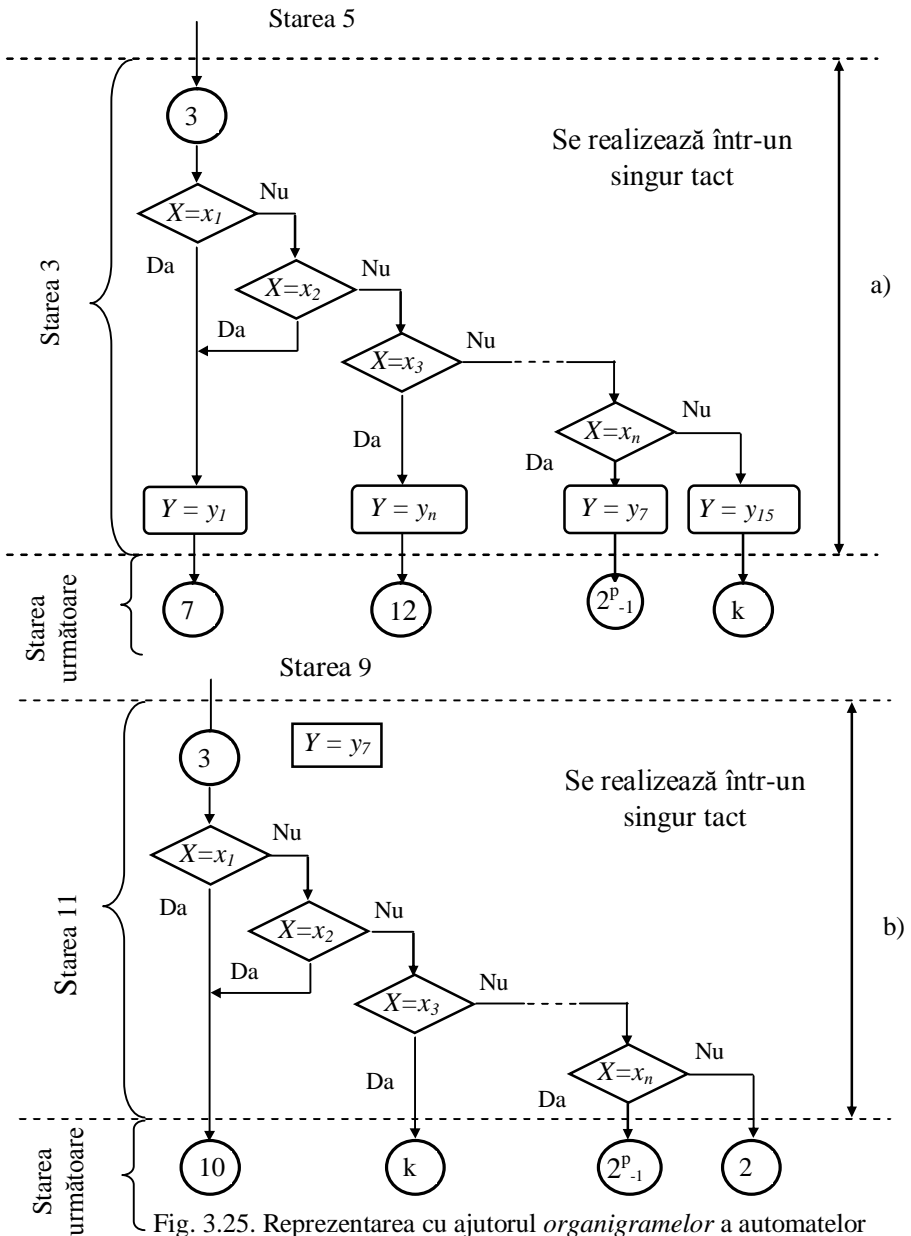 Starea 5
3
Se realizează într-un
singur tact
Nu
X=x1
Da
Nu
X=x2
Da
Nu
X=x3
Starea 3
a)
Nu
X=xn
Da
Da
Y = y1
Y = yn
Y = y7
Y = y15
Starea
următoare
7
12
2^p-1
k
Starea 9
3
Y = y7
Se realizează într-un
singur tact
Nu
X=x1
Da
Nu
X=x2
Da
Nu
X=x3
Starea 11
b)
Nu
X=xn
Da
Da
Starea
următoare
10
k
2^p-1
2
Fig. 3.25. Reprezentarea cu ajutorul organigramelor a automatelor